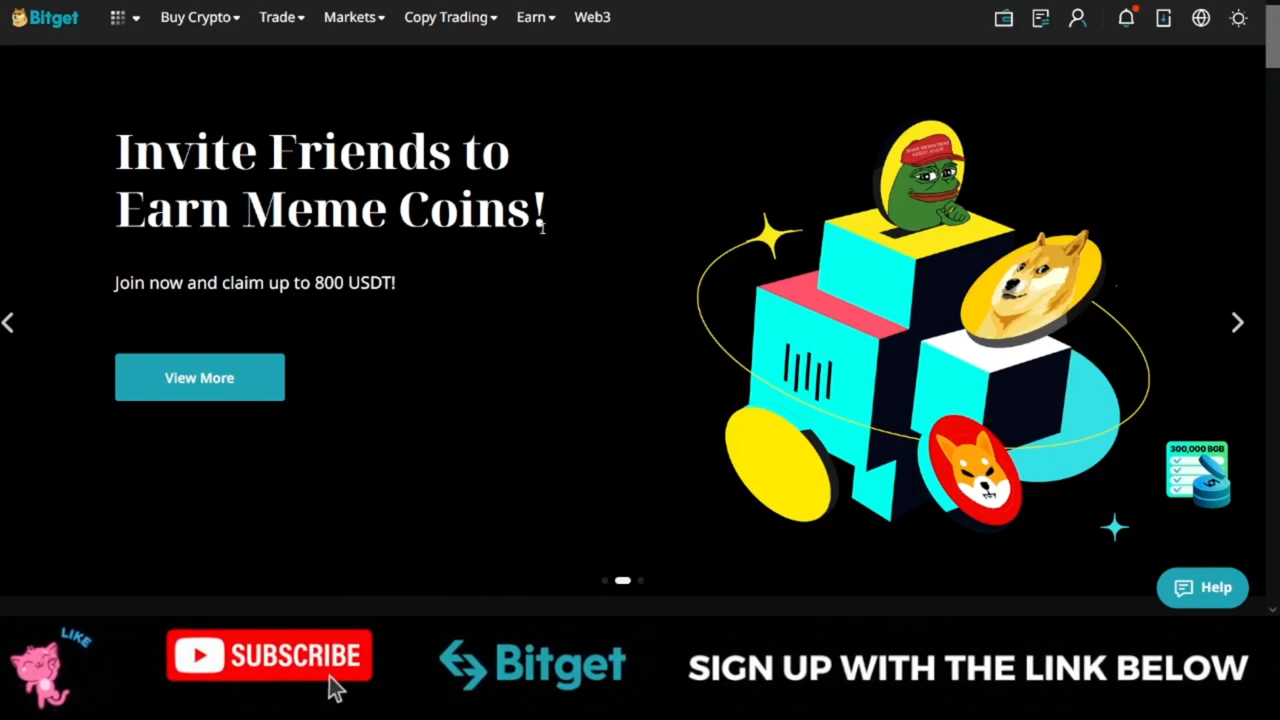 Bitget
Buy Crypto
Trade
Markets
Copy Trading
Earn
Web3
Invite Friends to
Earn Meme Coins!
Join now and claim up to 800 USDT!
View More
300,000 BGB
Help
LIKE
SUBSCRIBE
Bitget
SIGN UP WITH THE LINK BELOW